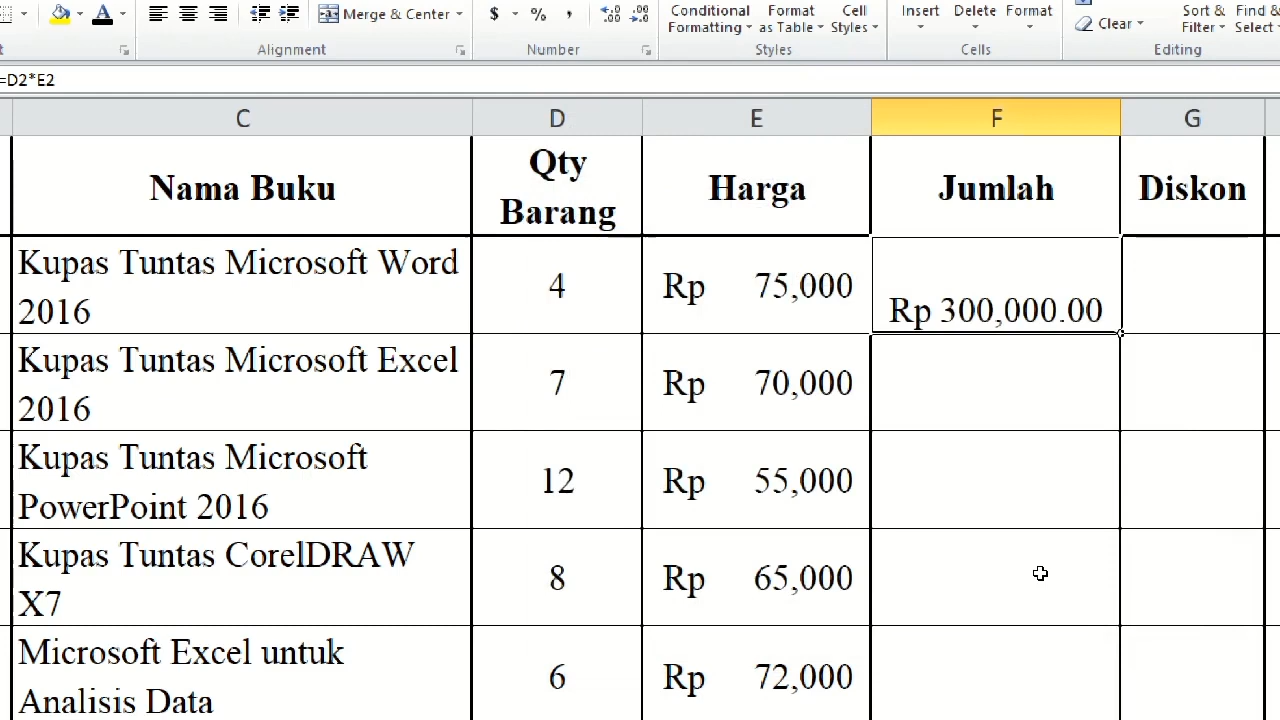 Merge & Center
$ % ,
Conditional Formatting
Format as Table
Cell Styles
Insert
Delete
Format
Clear
Sort & Filter
Find & Select
Alignment
Number
Styles
Cells
Editing
=D2*E2
C D E F G
Nama Buku
Qty Barang
Harga
Jumlah
Diskon
Kupas Tuntas Microsoft Word
2016
4 Rp 75,000 Rp 300,000.00
Kupas Tuntas Microsoft Excel
2016
7 Rp 70,000
Kupas Tuntas Microsoft
PowerPoint 2016
12 Rp 55,000
Kupas Tuntas CorelDRAW
X7
8 Rp 65,000
Microsoft Excel untuk
Analisis Data
6 Rp 72,000